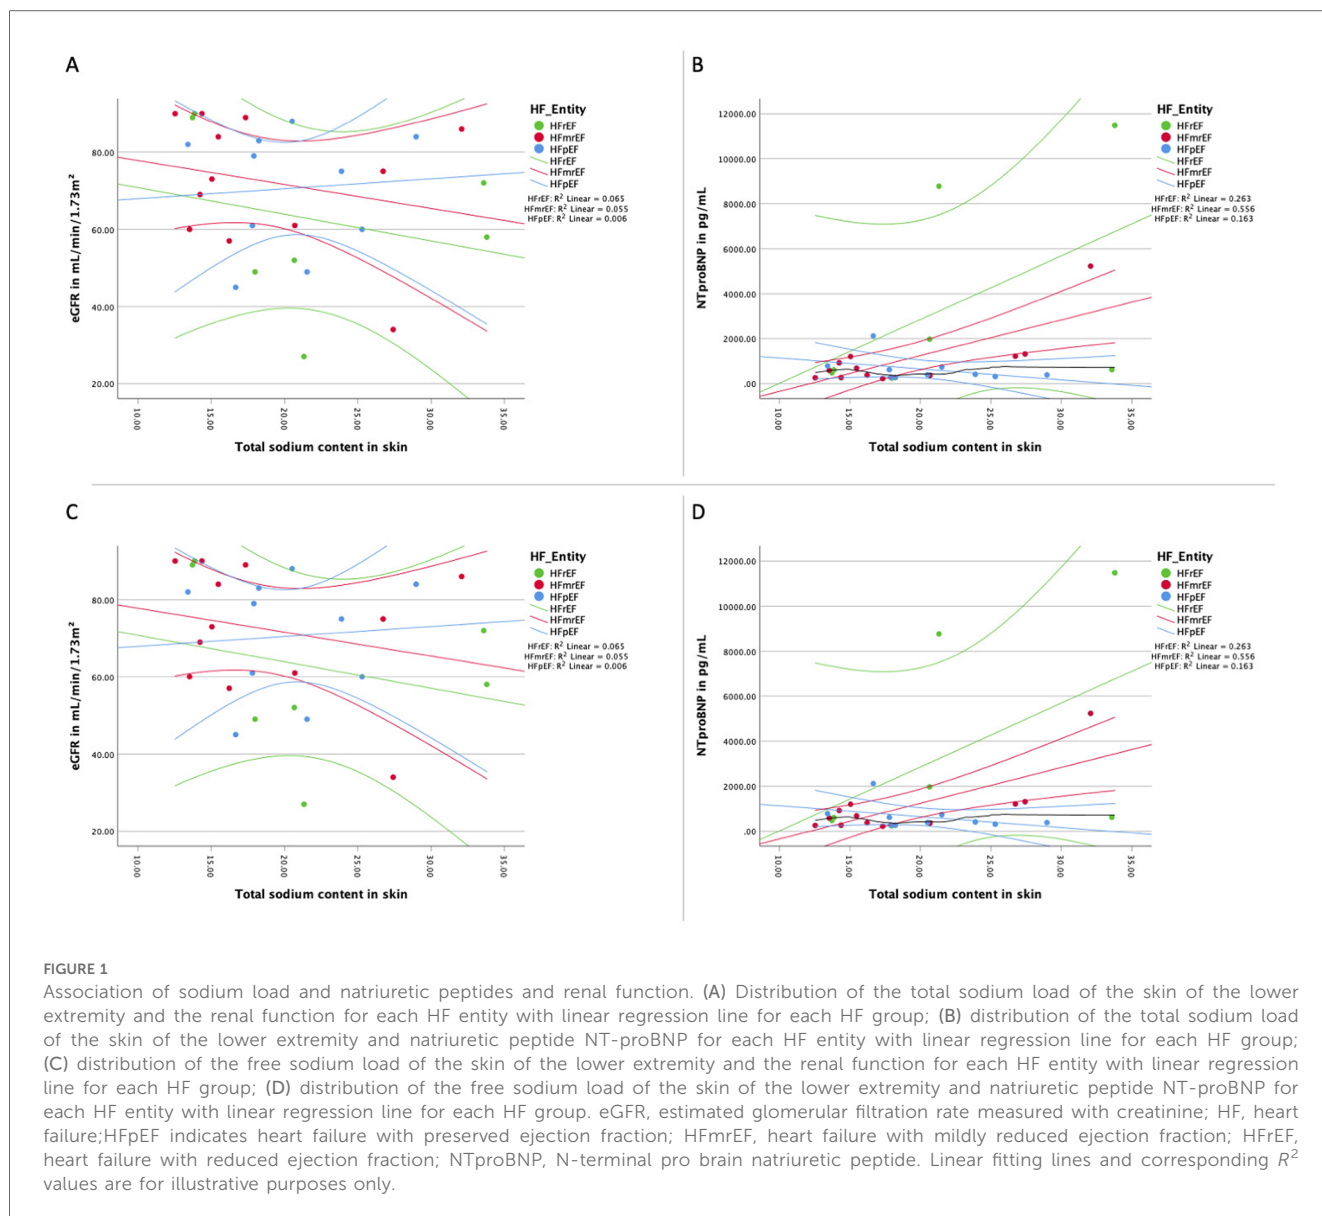 A
HF_Entity
HFrEF
HFmrEF
HFpEF
HFrEF
HFmrEF
HFpEF
HFrEF: R² Linear = 0.065
HFmrEF: R² Linear = 0.055
HFpEF: R² Linear = 0.006
eGFR in mL/min/1.73m²
80.00
60.00
40.00
20.00
10.00
15.00
20.00
25.00
30.00
35.00
Total sodium content in skin
B
HF_Entity
HFrEF
HFmrEF
HFpEF
HFrEF
HFmrEF
HFpEF
HFrEF: R² Linear = 0.263
HFmrEF: R² Linear = 0.556
HFpEF: R² Linear = 0.163
NTproBNP in pg/mL
12000.00
10000.00
8000.00
6000.00
4000.00
2000.00
.00
10.00
15.00
20.00
25.00
30.00
35.00
Total sodium content in skin
C
HF_Entity
HFrEF
HFmrEF
HFpEF
HFrEF
HFmrEF
HFpEF
HFrEF: R² Linear = 0.065
HFmrEF: R² Linear = 0.055
HFpEF: R² Linear = 0.006
eGFR in mL/min/1.73m²
80.00
60.00
40.00
20.00
10.00
15.00
20.00
25.00
30.00
35.00
Total sodium content in skin
D
HF_Entity
HFrEF
HFmrEF
HFpEF
HFrEF
HFmrEF
HFpEF
HFrEF: R² Linear = 0.263
HFmrEF: R² Linear = 0.556
HFpEF: R² Linear = 0.163
NTproBNP in pg/mL
12000.00
10000.00
8000.00
6000.00
4000.00
2000.00
.00
10.00
15.00
20.00
25.00
30.00
35.00
Total sodium content in skin
FIGURE 1
Association of sodium load and natriuretic peptides and renal function. (A) Distribution of the total sodium load of the skin of the lower
extremity and the renal function for each HF entity with linear regression line for each HF group; (B) distribution of the total sodium load
of the skin of the lower extremity and natriuretic peptide NT-proBNP for each HF entity with linear regression line for each HF group;
(C) distribution of the free sodium load of the skin of the lower extremity and the renal function for each HF entity with linear regression
line for each HF group; (D) distribution of the free sodium load of the skin of the lower extremity and natriuretic peptide NT-proBNP for
each HF entity with linear regression line for each HF group. eGFR, estimated glomerular filtration rate measured with creatinine; HF, heart
failure;HFpEF indicates heart failure with preserved ejection fraction; HFmrEF, heart failure with mildly reduced ejection fraction; HFrEF,
heart failure with reduced ejection fraction; NTproBNP, N-terminal pro brain natriuretic peptide. Linear fitting lines and corresponding R²
values are for illustrative purposes only.